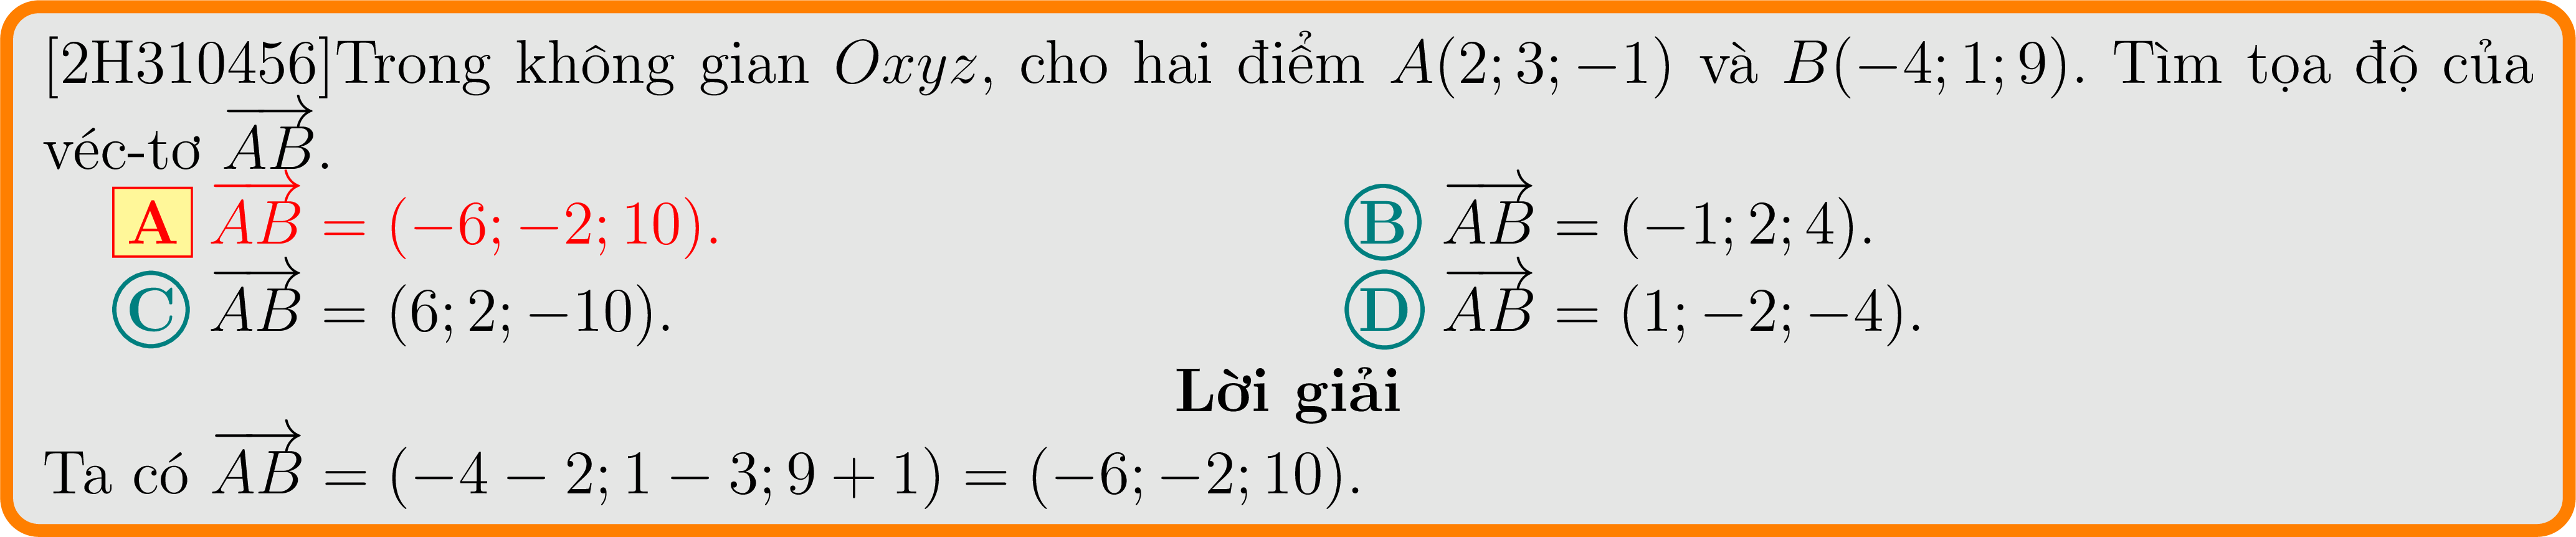 [2H310456]Trong không gian Oxyz, cho hai điểm A(2; 3; −1) và B(−4; 1; 9). Tìm tọa độ của
véc-tơ $\overrightarrow{AB}$.
A $\overrightarrow{AB}$ = (−6; −2; 10). B $\overrightarrow{AB}$ = (−1; 2; 4).
C $\overrightarrow{AB}$ = (6; 2; −10). D $\overrightarrow{AB}$ = (1; −2; −4).
Lời giải
Ta có $\overrightarrow{AB}$ = (−4 − 2; 1 − 3; 9 + 1) = (−6; −2; 10).